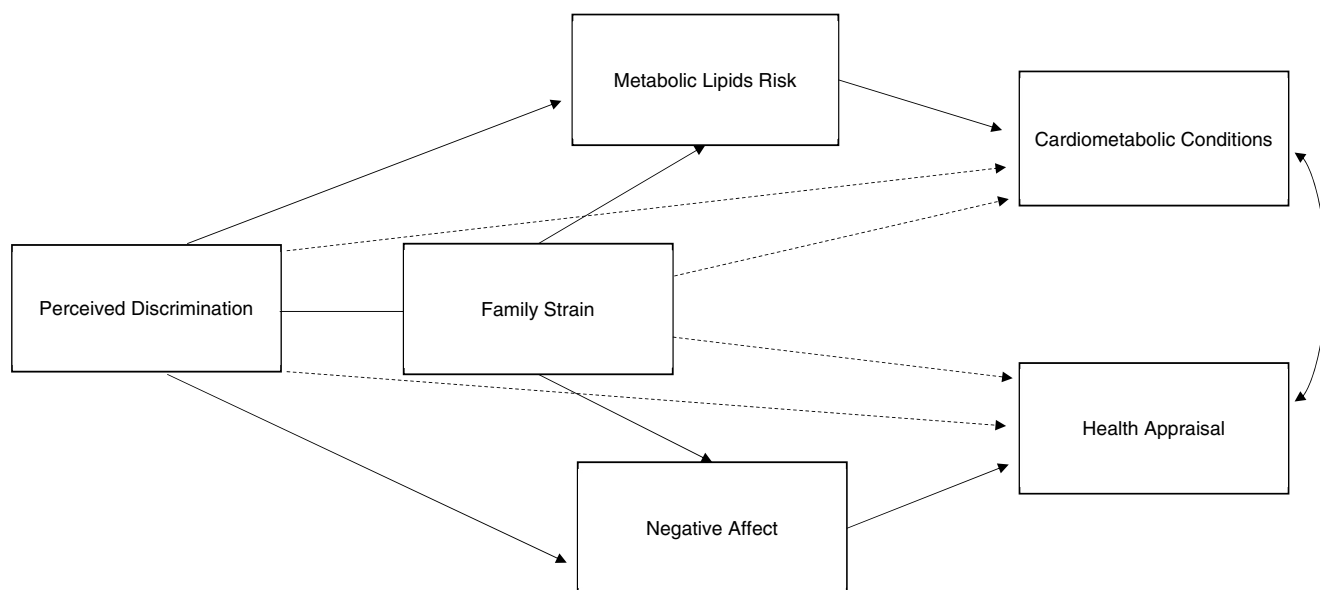 Metabolic Lipids Risk
Cardiometabolic Conditions
Perceived Discrimination
Family Strain
Health Appraisal
Negative Affect